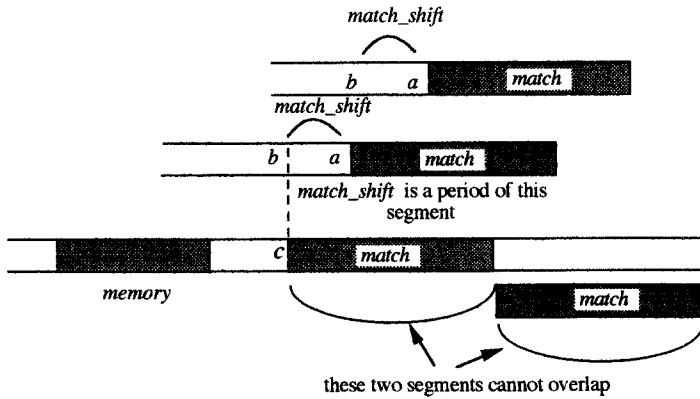 match_shift
b a match
match_shift
b a match
match_shift is a period of this
segment
c match
memory
match
these two segments cannot overlap